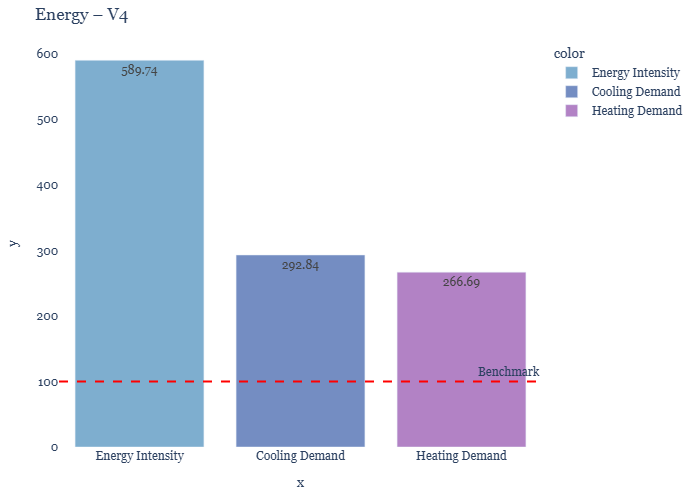 Energy – V4
color
Energy Intensity
Cooling Demand
Heating Demand
y
600
500
400
300
200
100
0
589.74
292.84
266.69
Benchmark
Energy Intensity
Cooling Demand
Heating Demand
x